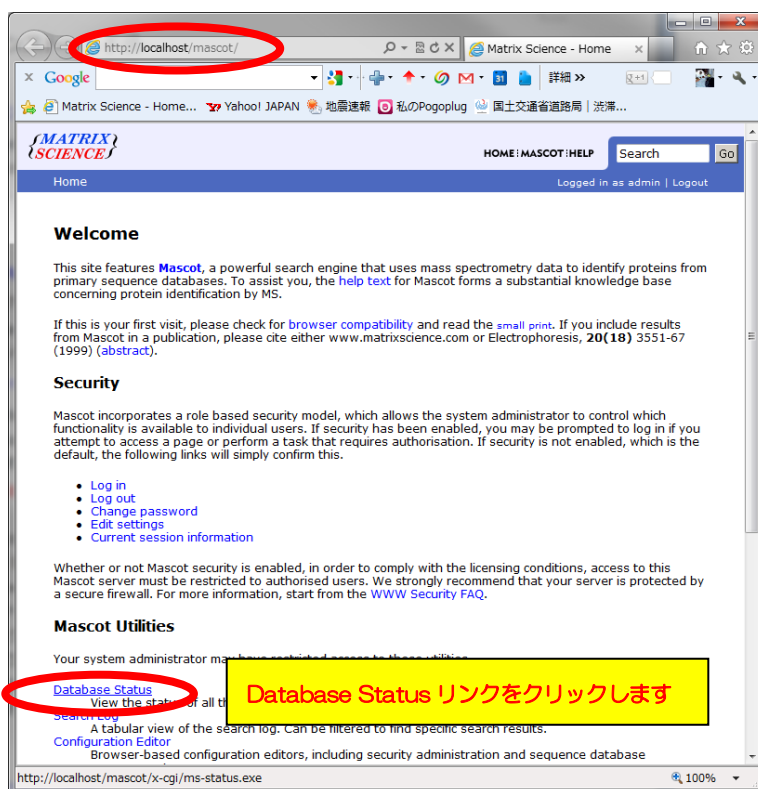 http://localhost/mascot/
Matrix Science - Home
Google
詳細 »
Matrix Science - Home... Yahoo! JAPAN 地震速報 私のPogoplug 国土交通省道路局｜渋滞...
MATRIX
SCIENCE
HOME MASCOT HELP
Search
Go
Home
Logged in as admin | Logout
Welcome
This site features Mascot, a powerful search engine that uses mass spectrometry data to identify proteins from
primary sequence databases. To assist you, the help text for Mascot forms a substantial knowledge base
concerning protein identification by MS.
If this is your first visit, please check for browser compatibility and read the small print. If you include results
from Mascot in a publication, please cite either www.matrixscience.com or Electrophoresis, 20(18) 3551-67
(1999) (abstract).
Security
Mascot incorporates a role based security model, which allows the system administrator to control which
functionality is available to individual users. If security has been enabled, you may be prompted to log in if you
attempt to access a page or perform a task that requires authorisation. If security is not enabled, which is the
default, the following links will simply confirm this.
• Log in
• Log out
• Change password
• Edit settings
• Current session information
Whether or not Mascot security is enabled, in order to comply with the licensing conditions, access to this
Mascot server must be restricted to authorised users. We strongly recommend that your server is protected by
a secure firewall. For more information, start from the WWW Security FAQ.
Mascot Utilities
Your system administrator may have restricted access to these utilities
Database Status
View the status of all th
Database Status リンクをクリックします
Search Log
A tabular view of the search log. Can be filtered to find specific search results.
Configuration Editor
Browser-based configuration editors, including security administration and sequence database
http://localhost/mascot/x-cgi/ms-status.exe
100%